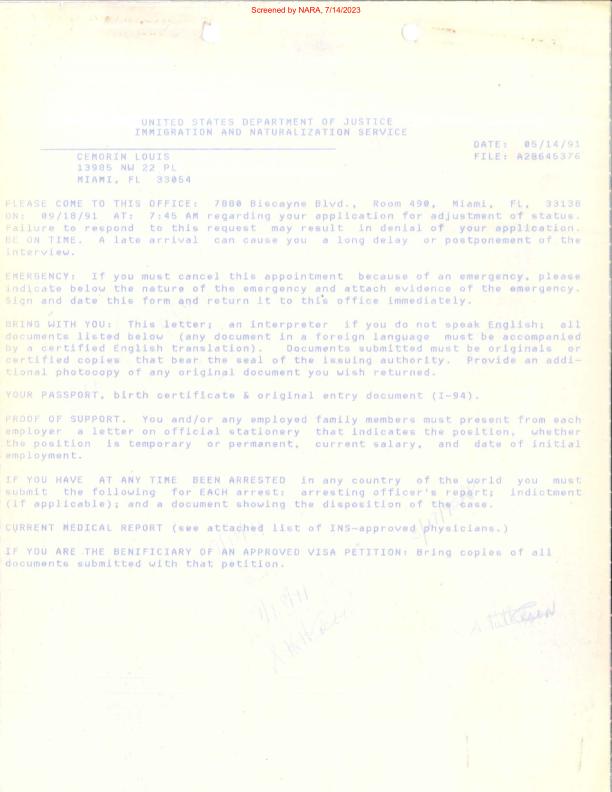 Screened by NARA, 7/14/2023
UNITED STATES DEPARTMENT OF JUSTICE
IMMIGRATION AND NATURALIZATION SERVICE
DATE: 05/14/91
CEMORIN LOUIS FILE: A28645376
13985 NW 22 PL
MIAMI, FL 33054
PLEASE COME TO THIS OFFICE: 7880 Biscayne Blvd., Room 490, Miami, FL, 33138
ON: 09/18/91 AT: 7:45 AM regarding your application for adjustment of status.
Failure to respond to this request may result in denial of your application.
BE ON TIME. A late arrival can cause you a long delay or postponement of the
interview.
EMERGENCY: If you must cancel this appointment because of an emergency, please
indicate below the nature of the emergency and attach evidence of the emergency.
Sign and date this form and return it to this office immediately.
BRING WITH YOU: This letter; an interpreter if you do not speak English; all
documents listed below (any document in a foreign language must be accompanied
by a certified English translation). Documents submitted must be originals or
certified copies that bear the seal of the issuing authority. Provide an addi-
tional photocopy of any original document you wish returned.
YOUR PASSPORT, birth certificate & original entry document (I-94).
PROOF OF SUPPORT. You and/or any employed family members must present from each
employer a letter on official stationery that indicates the position, whether
the position is temporary or permanent, current salary, and date of initial
employment.
IF YOU HAVE AT ANY TIME BEEN ARRESTED in any country of the world you must
submit the following for EACH arrest: arresting officer's report; indictment
(if applicable); and a document showing the disposition of the case.
CURRENT MEDICAL REPORT (see attached list of INS-approved physicians.)
IF YOU ARE THE BENIFICIARY OF AN APPROVED VISA PETITION: Bring copies of all
documents submitted with that petition.